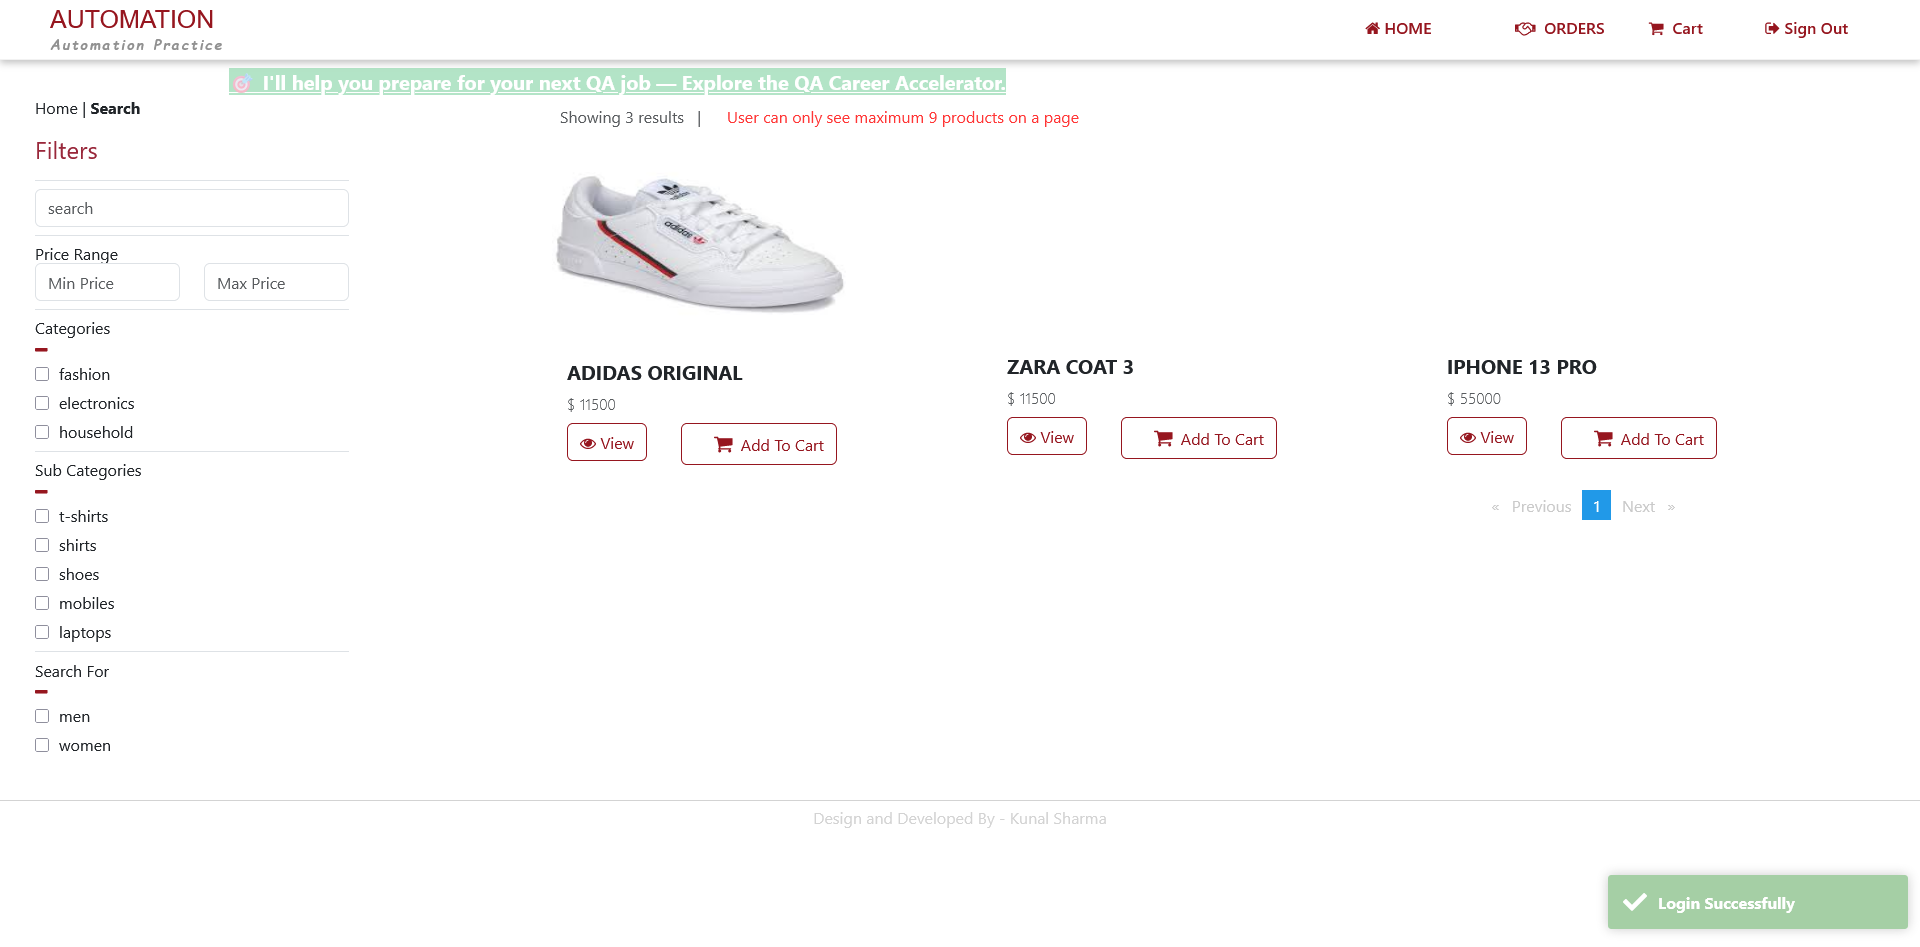 AUTOMATION
Automation Practice
HOME
ORDERS
Cart
Sign Out
🎯 I'll help you prepare for your next QA job — Explore the QA Career Accelerator.
Home | Search
Showing 3 results |
User can only see maximum 9 products on a page
Filters
search
Price Range
Min Price
Max Price
Categories
fashion
electronics
household
Sub Categories
t-shirts
shirts
shoes
mobiles
laptops
Search For
men
women
adidas
adidas
ADIDAS ORIGINAL
$ 11500
View
Add To Cart
ZARA COAT 3
$ 11500
View
Add To Cart
IPHONE 13 PRO
$ 55000
View
Add To Cart
« Previous 1 Next »
Design and Developed By - Kunal Sharma
Login Successfully